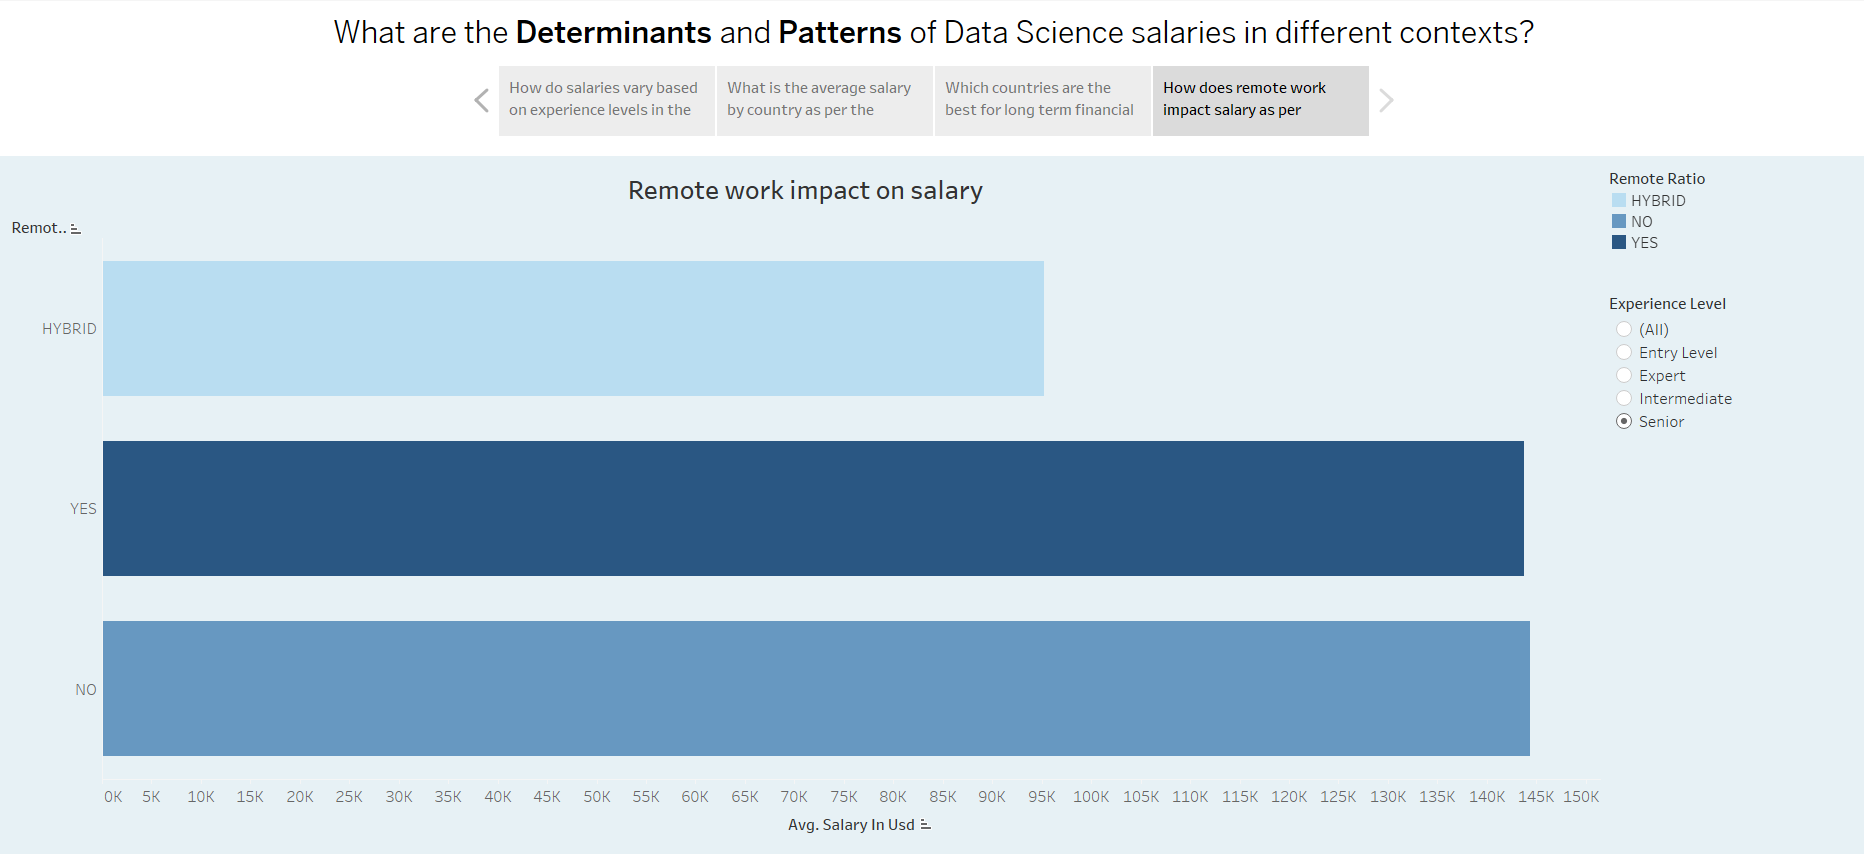 What are the Determinants and Patterns of Data Science salaries in different contexts?
How do salaries vary based
on experience levels in the
What is the average salary
by country as per the
Which countries are the
best for long term financial
How does remote work
impact salary as per
Remote work impact on salary
Remot..
HYBRID
YES
NO
0K 5K 10K 15K 20K 25K 30K 35K 40K 45K 50K 55K 60K 65K 70K 75K 80K 85K 90K 95K 100K 105K 110K 115K 120K 125K 130K 135K 140K 145K 150K
Avg. Salary In Usd
Remote Ratio
HYBRID
NO
YES
Experience Level
(All)
Entry Level
Expert
Intermediate
Senior